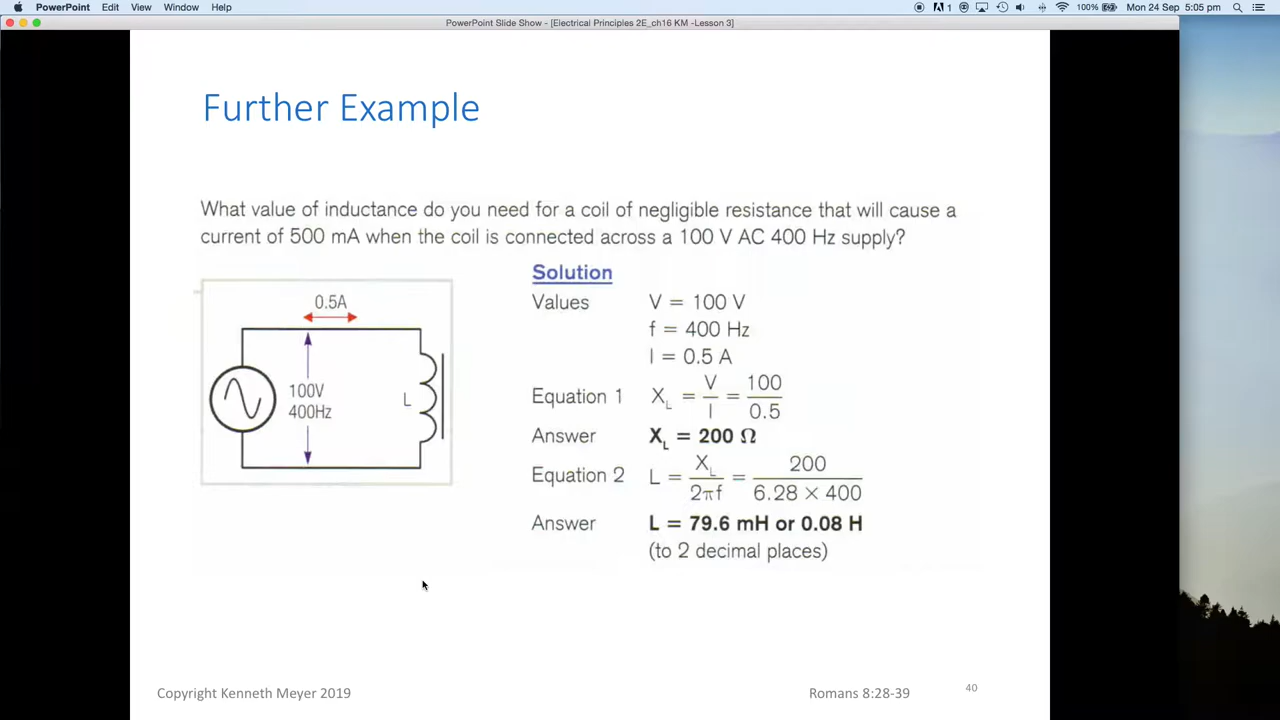 PowerPoint Edit View Window Help
1 100% Mon 24 Sep 5:05 pm
PowerPoint Slide Show - [Electrical Principles 2E_ch16 KM -Lesson 3]
Further Example
What value of inductance do you need for a coil of negligible resistance that will cause a
current of 500 mA when the coil is connected across a 100 V AC 400 Hz supply?
0.5A
100V
400Hz
L
Solution
Values V = 100 V
f = 400 Hz
I = 0.5 A
Equation 1 X_L = V/I = 100/0.5
Answer X_L = 200 Ω
Equation 2 L = X_L/2πf = 200/6.28 × 400
Answer L = 79.6 mH or 0.08 H
(to 2 decimal places)
Copyright Kenneth Meyer 2019
Romans 8:28-39
40